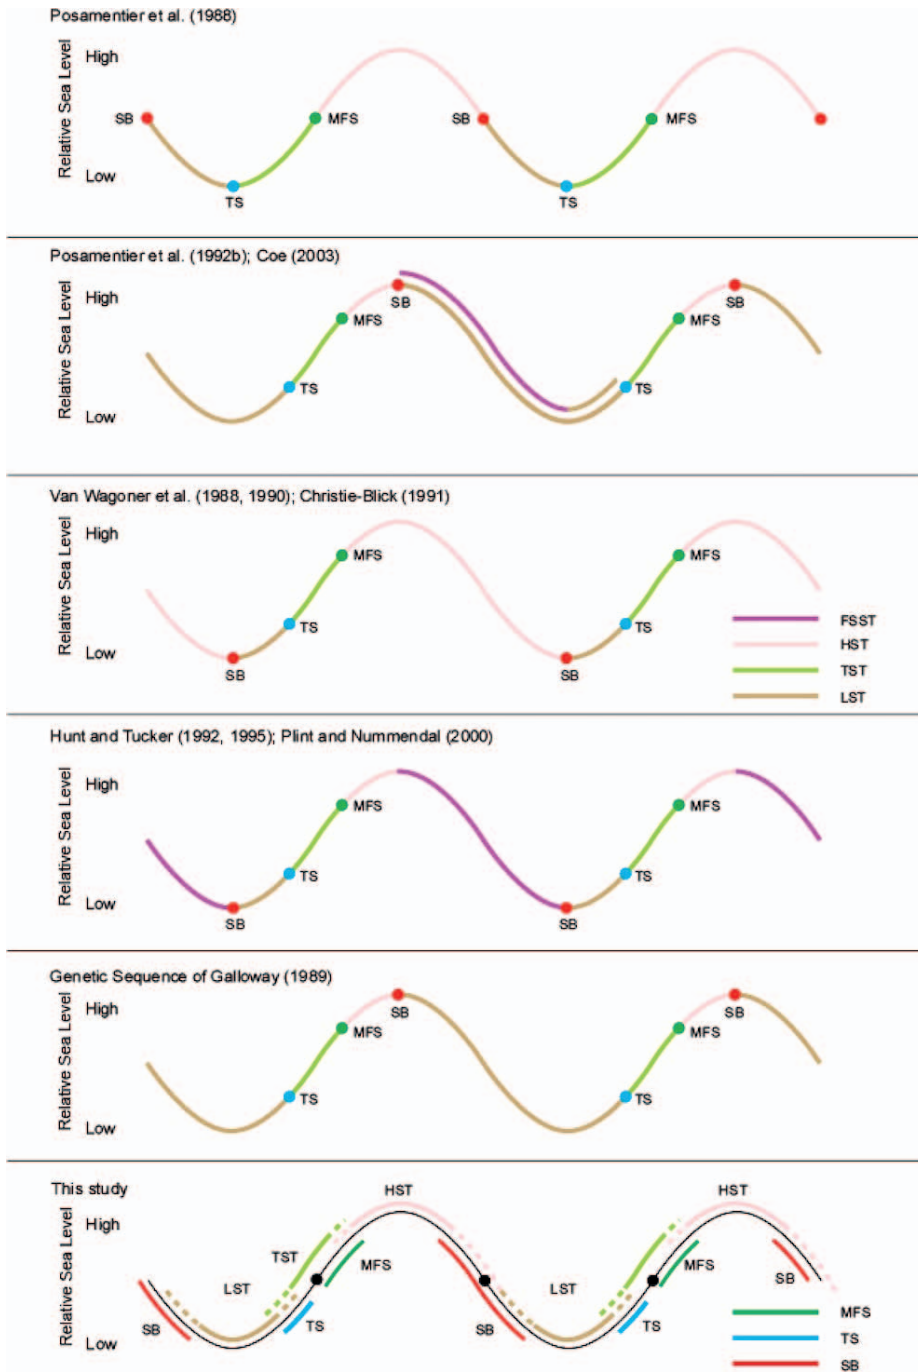 Posamentier et al. (1988)
High
Relative Sea Level
SB
MFS
SB
MFS
Low
TS
TS
Posamentier et al. (1992b); Coe (2003)
High
Relative Sea Level
SB
SB
MFS
MFS
TS
TS
Low
Van Wagoner et al. (1988, 1990); Christie-Blick (1991)
High
Relative Sea Level
MFS
MFS
TS
TS
Low
SB
SB
FSST
HST
TST
LST
Hunt and Tucker (1992, 1995); Plint and Nummendal (2000)
High
Relative Sea Level
MFS
MFS
TS
TS
Low
SB
SB
Genetic Sequence of Galloway (1989)
High
Relative Sea Level
SB
SB
MFS
MFS
TS
TS
Low
This study
HST
HST
High
Relative Sea Level
TST
MFS
MFS
SB
LST
LST
SB
TS
SB
TS
Low
MFS
TS
SB